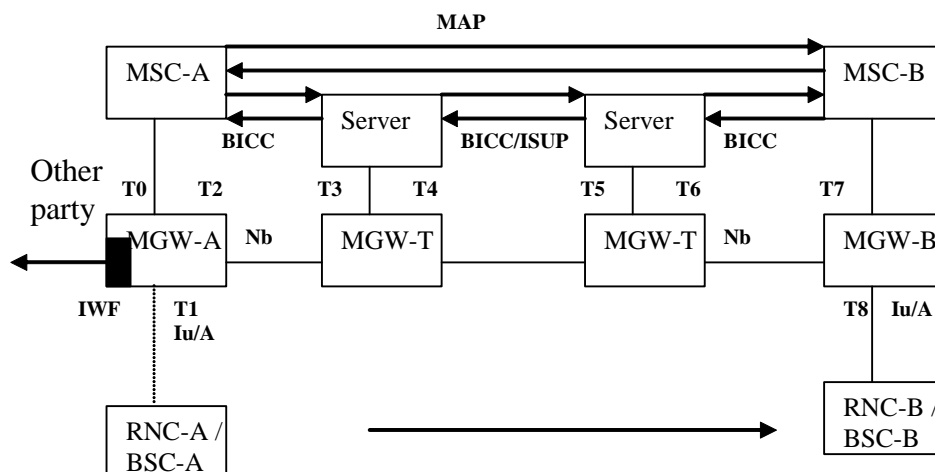 MAP
MSC-A
MSC-B
Server
Server
BICC
BICC/ISUP
BICC
Other
party
T0
T2
T3
T4
T5
T6
T7
MGW-A
Nb
MGW-T
MGW-T
Nb
MGW-B
IWF
T1
Iu/A
T8
Iu/A
RNC-A /
BSC-A
RNC-B /
BSC-B